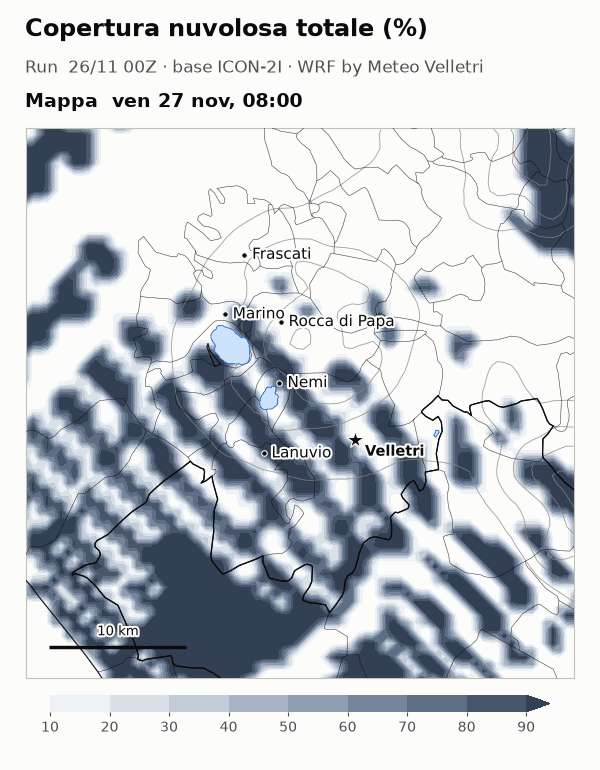 Copertura nuvolosa totale (%)
Run  26/11 00Z · base ICON-2I · WRF by Meteo Velletri
Mappa  ven 27 nov, 08:00
Frascati
Marino
Rocca di Papa
Nemi
Velletri
Lanuvio
10 km
10 20 30 40 50 60 70 80 90